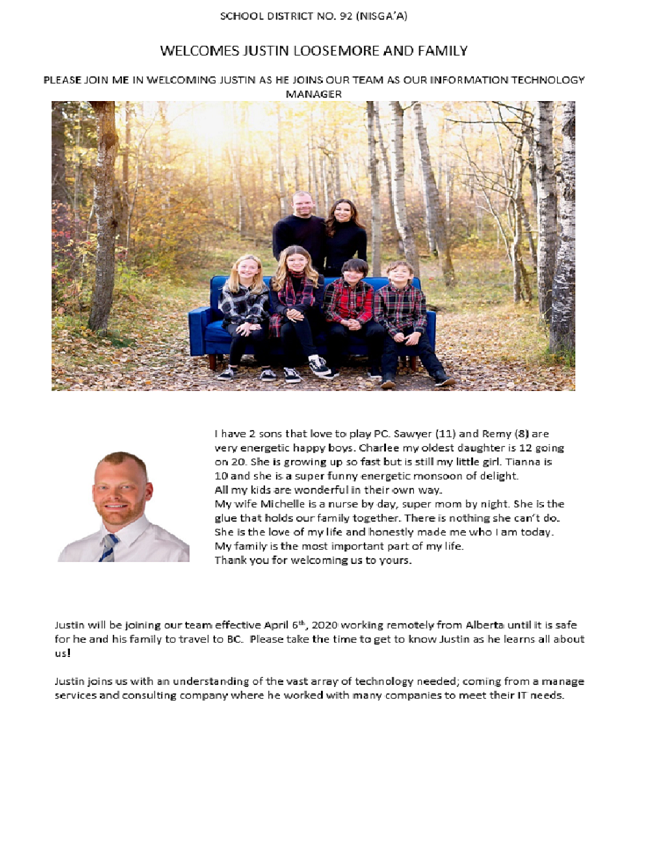 SCHOOL DISTRICT NO. 92 (NISGA'A)
WELCOMES JUSTIN LOOSEMORE AND FAMILY
PLEASE JOIN ME IN WELCOMING JUSTIN AS HE JOINS OUR TEAM AS OUR INFORMATION TECHNOLOGY
MANAGER
I have 2 sons that love to play PC. Sawyer (11) and Remy (8) are
very energetic happy boys. Charlee my oldest daughter is 12 going
on 20. She is growing up so fast but is still my little girl. Tianna is
10 and she is a super funny energetic monsoon of delight.
All my kids are wonderful in their own way.
My wife Michelle is a nurse by day, super mom by night. She is the
glue that holds our family together. There is nothing she can't do.
She is the love of my life and honestly made me who I am today.
My family is the most important part of my life.
Thank you for welcoming us to yours.
Justin will be joining our team effective April 6th, 2020 working remotely from Alberta until it is safe
for he and his family to travel to BC.  Please take the time to get to know Justin as he learns all about
us!
Justin joins us with an understanding of the vast array of technology needed; coming from a manage
services and consulting company where he worked with many companies to meet their IT needs.